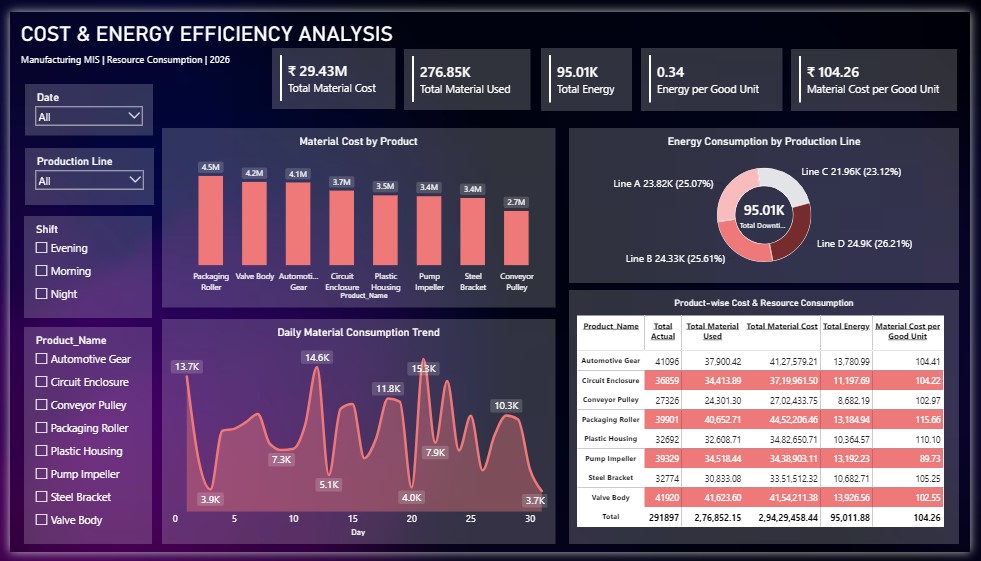 COST & ENERGY EFFICIENCY ANALYSIS
Manufacturing MIS | Resource Consumption | 2026
₹ 29.43M
Total Material Cost
276.85K
Total Material Used
95.01K
Total Energy
0.34
Energy per Good Unit
₹ 104.26
Material Cost per Good Unit
Date
All
Production Line
All
Shift
Evening
Morning
Night
Product_Name
Automotive Gear
Circuit Enclosure
Conveyor Pulley
Packaging Roller
Plastic Housing
Pump Impeller
Steel Bracket
Valve Body
Material Cost by Product
4.5M 4.2M 4.1M 3.7M 3.5M 3.4M 3.4M 2.7M
Packaging Valve Body Automoti... Circuit Plastic Pump Steel Conveyor
Roller Gear Enclosure Housing Impeller Bracket Pulley
Product_Name
Energy Consumption by Production Line
Line C 21.96K (23.12%)
Line A 23.82K (25.07%)
95.01K
Total Downti...
Line D 24.9K (26.21%)
Line B 24.33K (25.61%)
Daily Material Consumption Trend
13.7K 3.9K 7.3K 14.6K 5.1K 11.8K 4.0K 15.3K 7.9K 10.3K 3.7K
0 5 10 15 20 25 30
Day
Product-wise Cost & Resource Consumption
Product_Name Total Total Material Total Material Cost Total Energy Material Cost per
Actual Used Good Unit
Automotive Gear 41096 37,900.42 41,27,579.21 13,780.99 104.41
Circuit Enclosure 36859 34,413.89 37,19,961.50 11,197.69 104.22
Conveyor Pulley 27326 24,301.30 27,02,433.75 8,682.19 102.97
Packaging Roller 39901 40,652.71 44,52,206.46 13,184.94 115.66
Plastic Housing 32692 32,608.71 34,82,650.71 10,364.57 110.10
Pump Impeller 39329 34,518.44 34,38,903.11 13,192.23 89.73
Steel Bracket 32774 30,833.08 33,51,512.32 10,682.71 105.25
Valve Body 41920 41,623.60 41,54,211.38 13,926.56 102.55
Total 291897 2,76,852.15 2,94,29,458.44 95,011.88 104.26